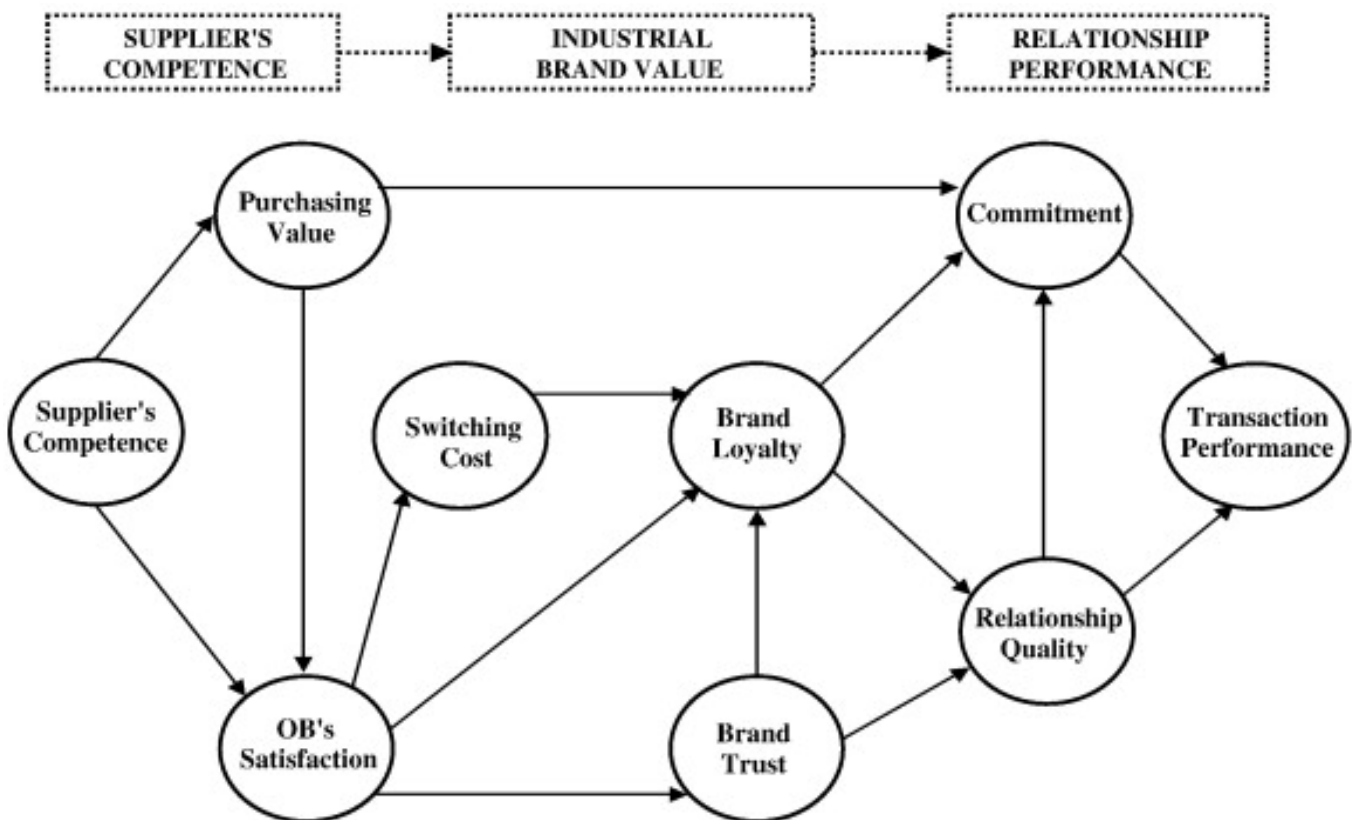 SUPPLIER'S
COMPETENCE
INDUSTRIAL
BRAND VALUE
RELATIONSHIP
PERFORMANCE
Purchasing
Value
Commitment
Supplier's
Competence
Switching
Cost
Brand
Loyalty
Transaction
Performance
Relationship
Quality
OB's
Satisfaction
Brand
Trust